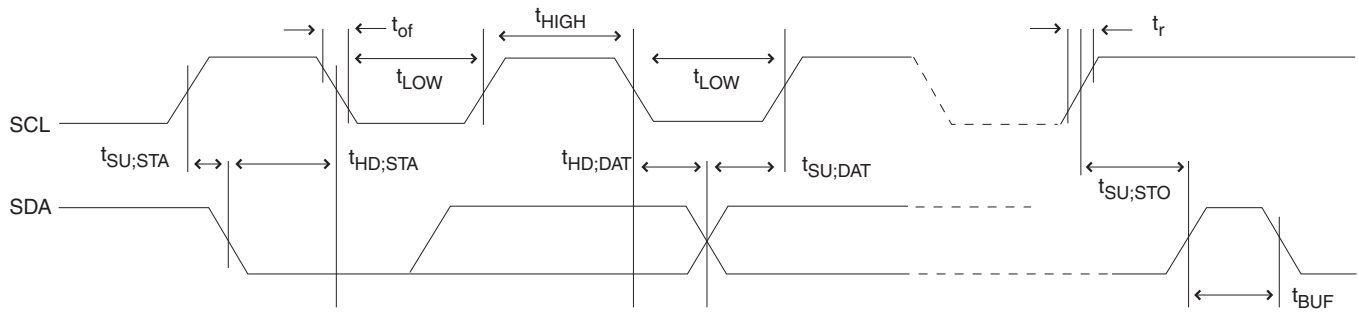 t_of
t_HIGH
t_r
t_LOW
t_LOW
SCL
t_SU;STA
t_HD;STA
t_HD;DAT
t_SU;DAT
t_SU;STO
SDA
t_BUF